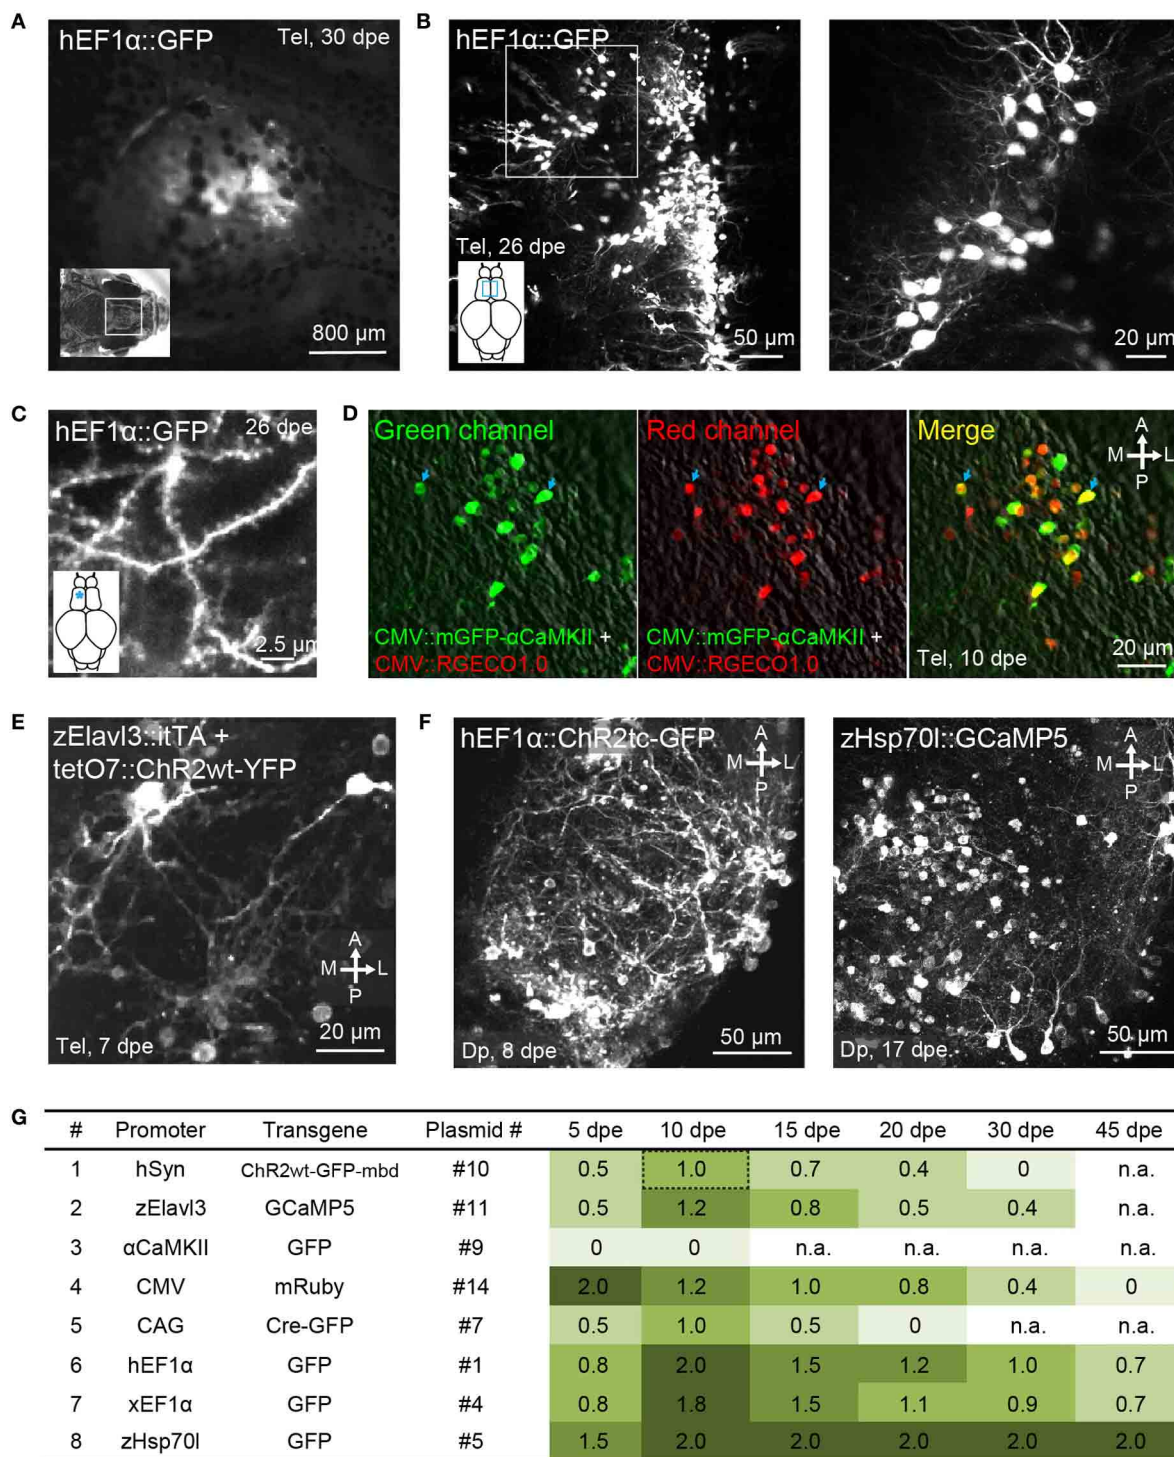 A
hEF1α::GFP
Tel, 30 dpe
800 µm
B
hEF1α::GFP
Tel, 26 dpe
50 µm
20 µm
C
hEF1α::GFP
26 dpe
2.5 µm
D
Green channel
CMV::mGFP-αCaMKII +
CMV::RGECO1.0
Red channel
CMV::mGFP-αCaMKII +
CMV::RGECO1.0
Merge
A
M L
P
Tel, 10 dpe
20 µm
E
zElavl3::itTA +
tetO7::ChR2wt-YFP
A
M L
P
Tel, 7 dpe
20 µm
F
hEF1α::ChR2tc-GFP
A
M L
P
Dp, 8 dpe
50 µm
zHsp70l::GCaMP5
A
M L
P
Dp, 17 dpe
50 µm
G
# Promoter Transgene Plasmid # 5 dpe 10 dpe 15 dpe 20 dpe 30 dpe 45 dpe
1 hSyn ChR2wt-GFP-mbd #10 0.5 1.0 0.7 0.4 0 n.a.
2 zElavl3 GCaMP5 #11 0.5 1.2 0.8 0.5 0.4 n.a.
3 αCaMKII GFP #9 0 0 n.a. n.a. n.a. n.a.
4 CMV mRuby #14 2.0 1.2 1.0 0.8 0.4 0
5 CAG Cre-GFP #7 0.5 1.0 0.5 0 n.a. n.a.
6 hEF1α GFP #1 0.8 2.0 1.5 1.2 1.0 0.7
7 xEF1α GFP #4 0.8 1.8 1.5 1.1 0.9 0.7
8 zHsp70l GFP #5 1.5 2.0 2.0 2.0 2.0 2.0